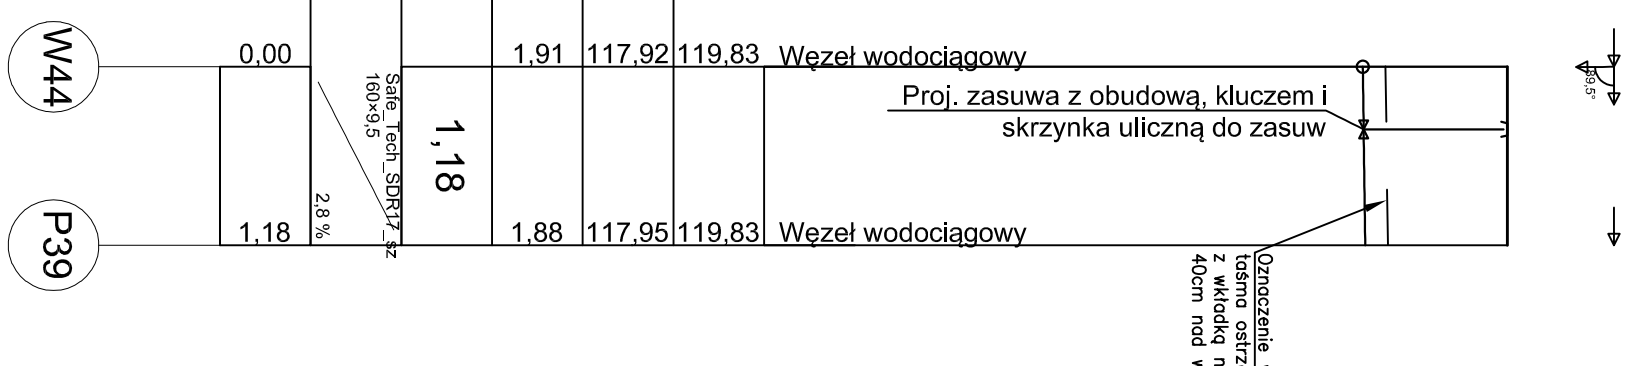 W44
0,00
1,91
117,92
119,83
Węzeł wodociągowy
Proj. zasuwa z obudową, kluczem i
skrzynka uliczną do zasuw
89,5°
Safe_Tech_SDR17_sz
160×9,5
1,18
2,8 %
P39
1,18
1,88
117,95
119,83
Węzeł wodociągowy
Oznaczenie
taśma
z wkładką
40cm nad